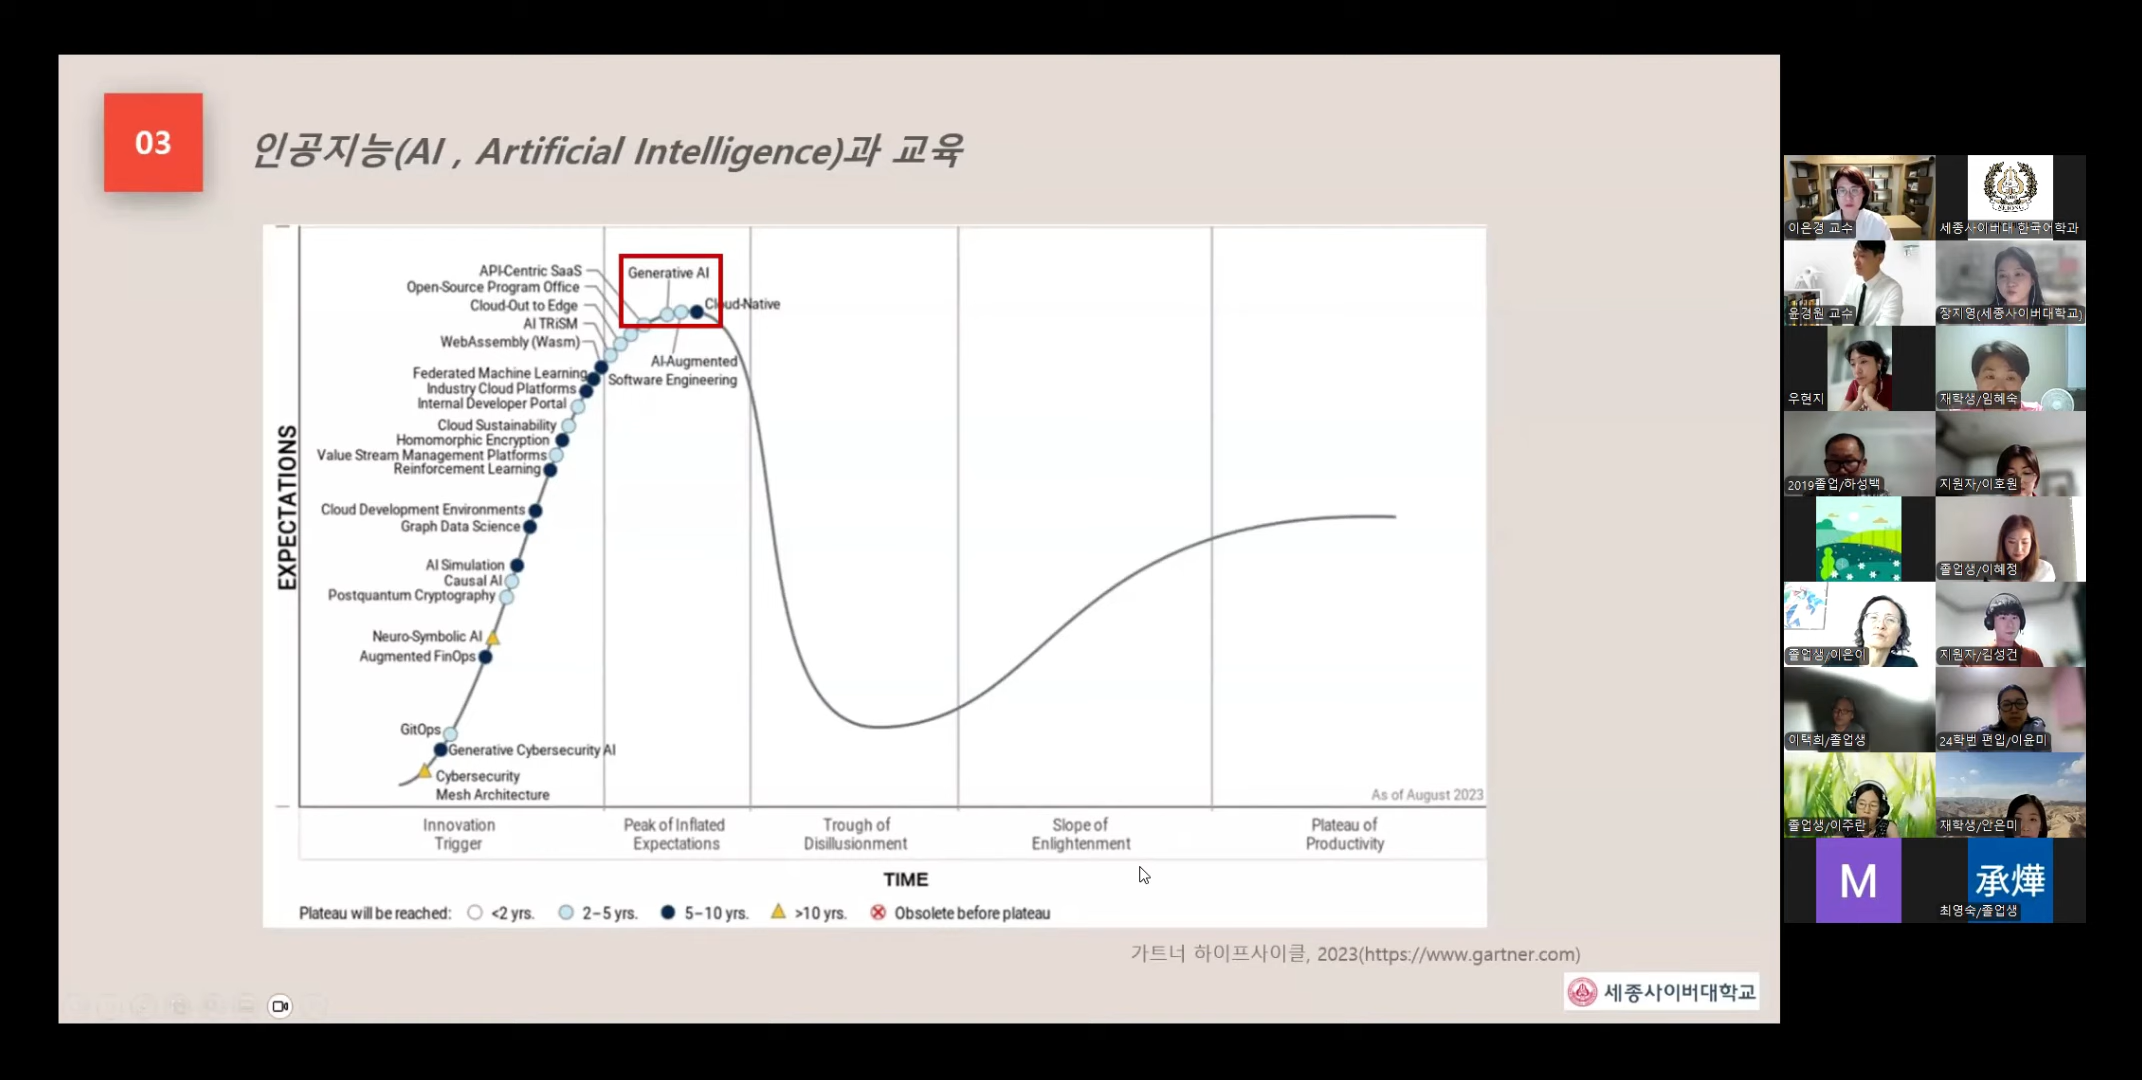 03
인공지능(AI , Artificial Intelligence)과 교육
EXPECTATIONS
API-Centric SaaS
Open-Source Program Office
Cloud-Out to Edge
AI TRiSM
WebAssembly (Wasm)
Federated Machine Learning
Industry Cloud Platforms
Internal Developer Portal
Cloud Sustainability
Homomorphic Encryption
Value Stream Management Platforms
Reinforcement Learning
Cloud Development Environments
Graph Data Science
AI Simulation
Causal AI
Postquantum Cryptography
Neuro-Symbolic AI
Augmented FinOps
GitOps
Generative Cybersecurity AI
Cybersecurity
Mesh Architecture
Generative AI
Cloud-Native
AI-Augmented
Software Engineering
As of August 2023
Innovation
Trigger
Peak of Inflated
Expectations
Trough of
Disillusionment
Slope of
Enlightenment
Plateau of
Productivity
TIME
Plateau will be reached: <2 yrs. 2–5 yrs. 5–10 yrs. >10 yrs. Obsolete before plateau
가트너 하이프사이클, 2023(https://www.gartner.com)
세종사이버대학교
이은경 교수
세종사이버대 한국어학과
윤경원 교수
장지영(세종사이버대학교)
우현지
재학생/임혜숙
2019졸업/하성백
지원자/이호원
졸업생/이혜정
졸업생/이은이
지원자/김성건
이택희/졸업생
24학번 편입/이윤미
졸업생/이주란
재학생/안은미
M
承燁
최영숙/졸업생